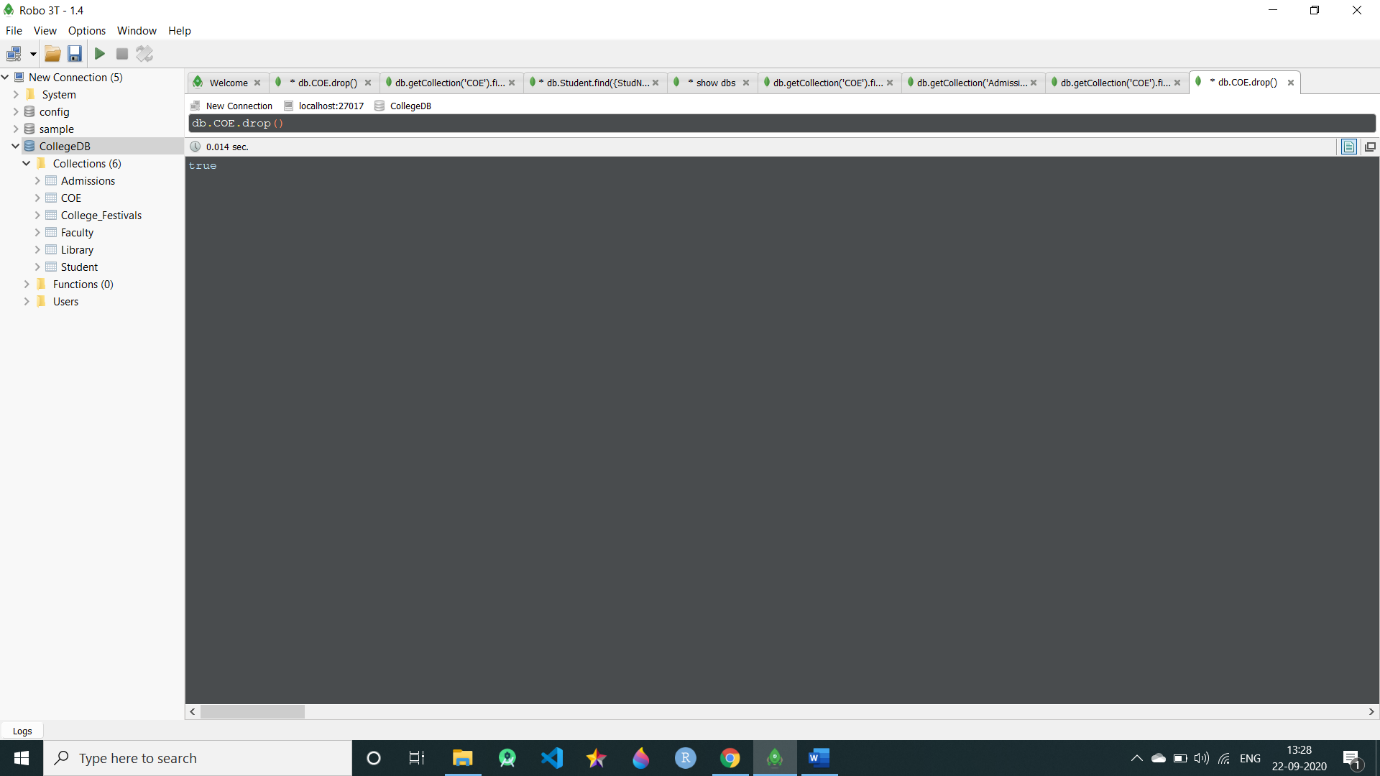 Robo 3T - 1.4
File View Options Window Help
New Connection (5)
System
config
sample
CollegeDB
Collections (6)
Admissions
COE
College_Festivals
Faculty
Library
Student
Functions (0)
Users
Welcome * db.COE.drop() db.getCollection('COE').fi... * db.Student.find({StudN... * show dbs db.getCollection('COE').fi... db.getCollection('Admissi... db.getCollection('COE').fi... * db.COE.drop()
New Connection localhost:27017 CollegeDB
db.COE.drop()
0.014 sec.
true
Logs
Type here to search
R
W
ENG
13:28
22-09-2020
1